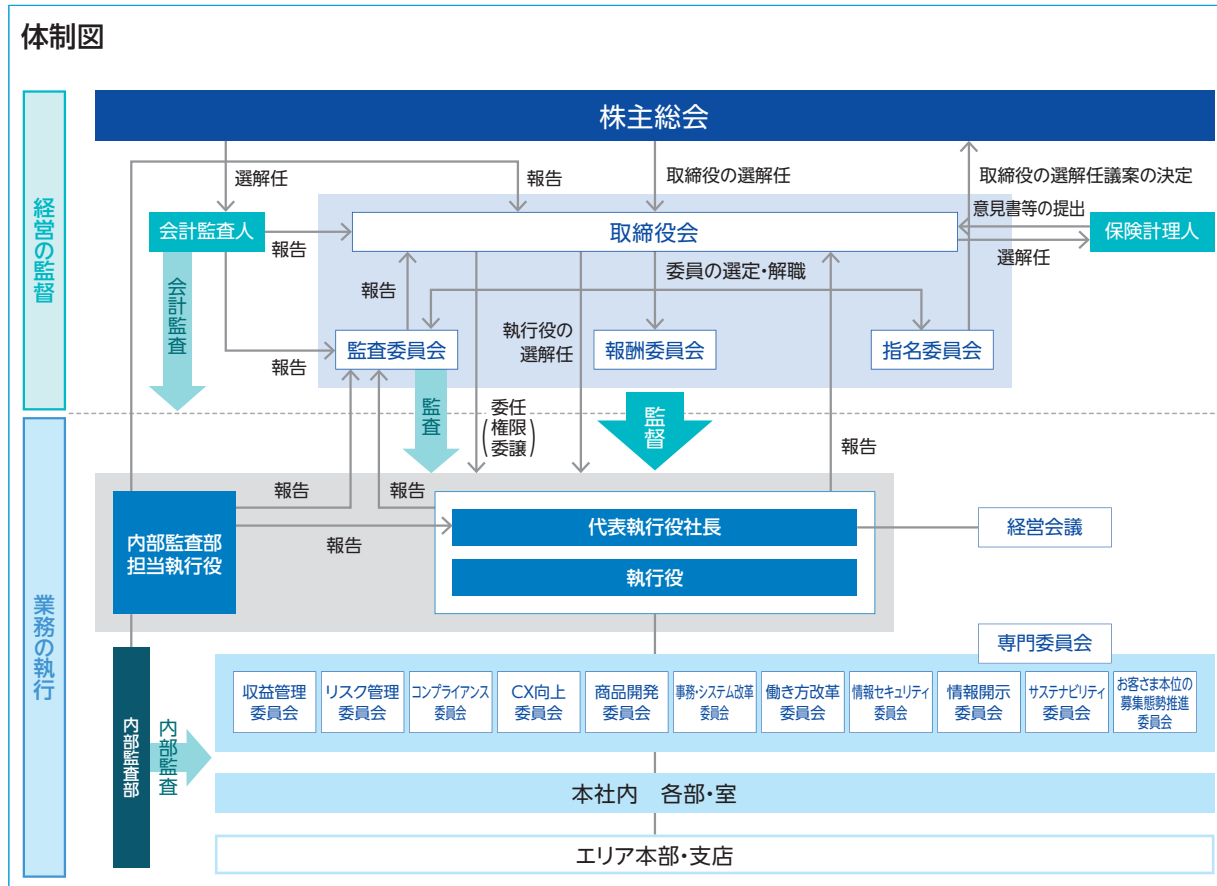 体制図
経営の監督
株主総会
選解任
報告
取締役の選解任
取締役の選解任議案の決定
会計監査人
報告
取締役会
意見書等の提出
保険計理人
選解任
会計監査
報告
委員の選定・解職
執行役の
選解任
報告
監査委員会
報酬委員会
指名委員会
監査
委任
(権限
委譲)
監督
報告
業務の執行
報告
報告
内部監査部
担当執行役
報告
代表執行役社長
執行役
経営会議
専門委員会
収益管理
委員会
リスク管理
委員会
コンプライアンス
委員会
CX向上
委員会
商品開発
委員会
事務・システム改革
委員会
働き方改革
委員会
情報セキュリティ
委員会
情報開示
委員会
サステナビリティ
委員会
お客さま本位の
募集態勢推進
委員会
内部監査部
内部監査
本社内 各部・室
エリア本部・支店